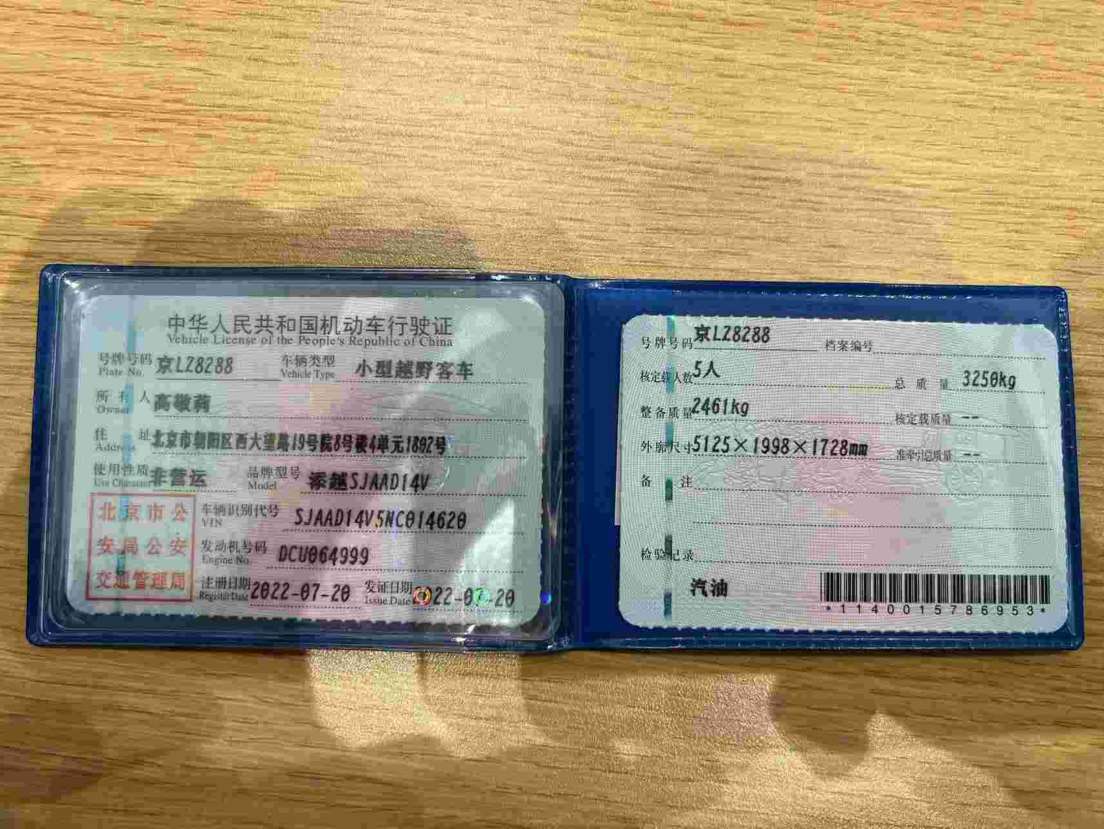 中华人民共和国机动车行驶证
Vehicle License of the People's Republic of China
号牌号码 京LZ8288 车辆类型 小型越野客车
Plate No. Vehicle Type
所有人 高敬莉
Owner
住址 北京市朝阳区西大望路19号院8号楼4单元1802号
Address
使用性质 非营运 品牌型号 添越SJAAD14V
Use Character Model
北京市公
安局公安
交通管理局
车辆识别代号 SJAAD14V5NC014620
VIN
发动机号码 DCU064999
Engine No.
注册日期 2022-07-20 发证日期 2022-07-20
Register Date Issue Date
号牌号码 京LZ8288 档案编号
核定载人数 5人 总质量 3250kg
整备质量 2461kg 核定载质量 --
外廓尺寸 5125×1998×1728mm 准牵引总质量 --
备注
检验记录
汽油
*1140015786953*